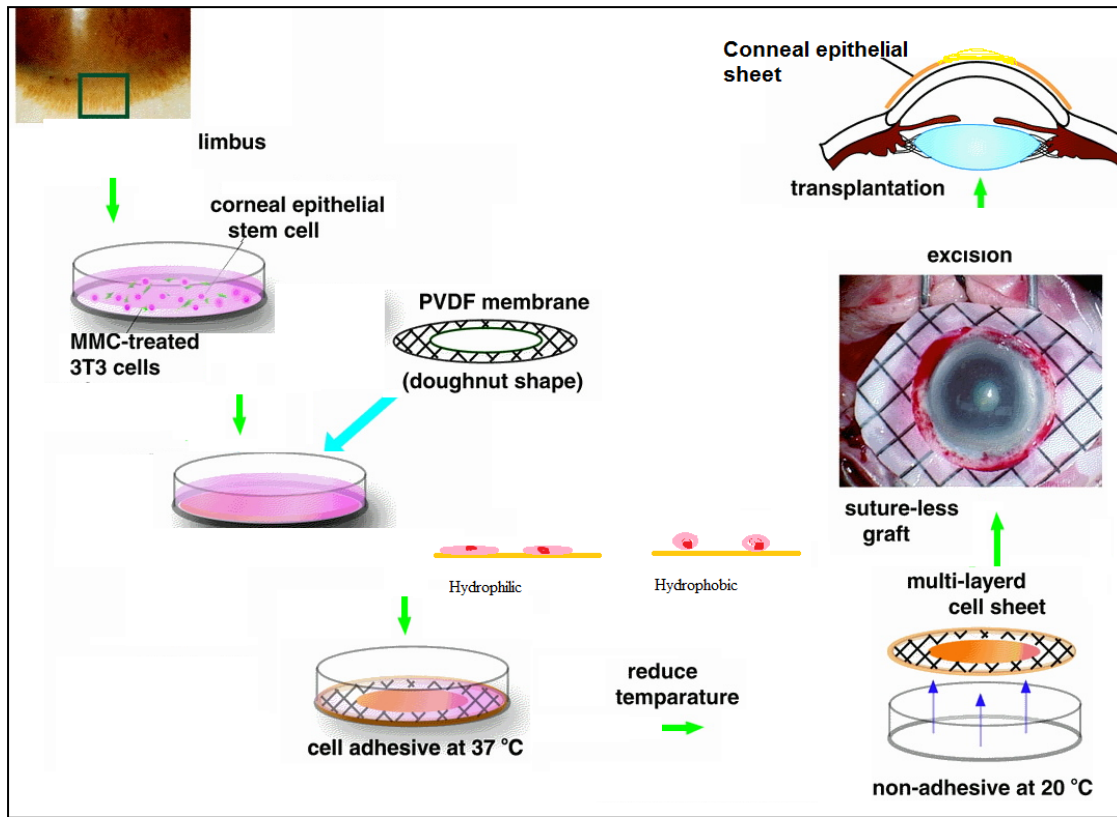 limbus
corneal epithelial
stem cell
MMC-treated
3T3 cells
PVDF membrane
(doughnut shape)
Hydrophilic
Hydrophobic
cell adhesive at 37 °C
reduce
temparature
non-adhesive at 20 °C
multi-layerd
cell sheet
suture-less
graft
excision
transplantation
Conneal epithelial
sheet